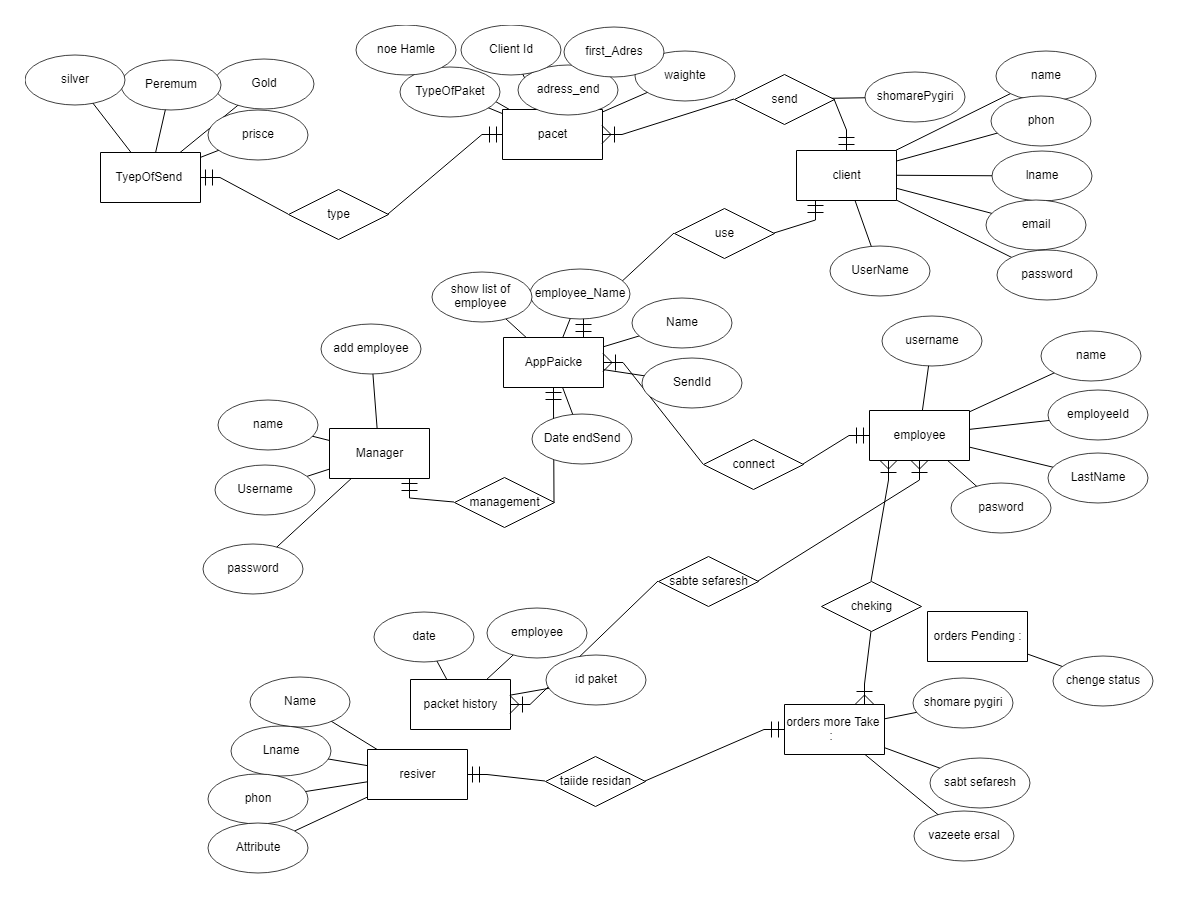 noe Hamle
Client Id
first_Adres
silver
Peremum
Gold
TypeOfPaket
adress_end
waighte
name
send
shomarePygiri
phon
prisce
pacet
TyepOfSend
client
lname
type
use
email
UserName
password
show list of
employee
employee_Name
Name
add employee
AppPaicke
SendId
username
name
name
Date endSend
employee
employeeId
Manager
connect
LastName
Username
management
pasword
password
sabte sefaresh
cheking
date
employee
orders Pending :
id paket
chenge status
Name
packet history
shomare pygiri
orders more Take
:
Lname
resiver
taiide residan
sabt sefaresh
phon
vazeete ersal
Attribute